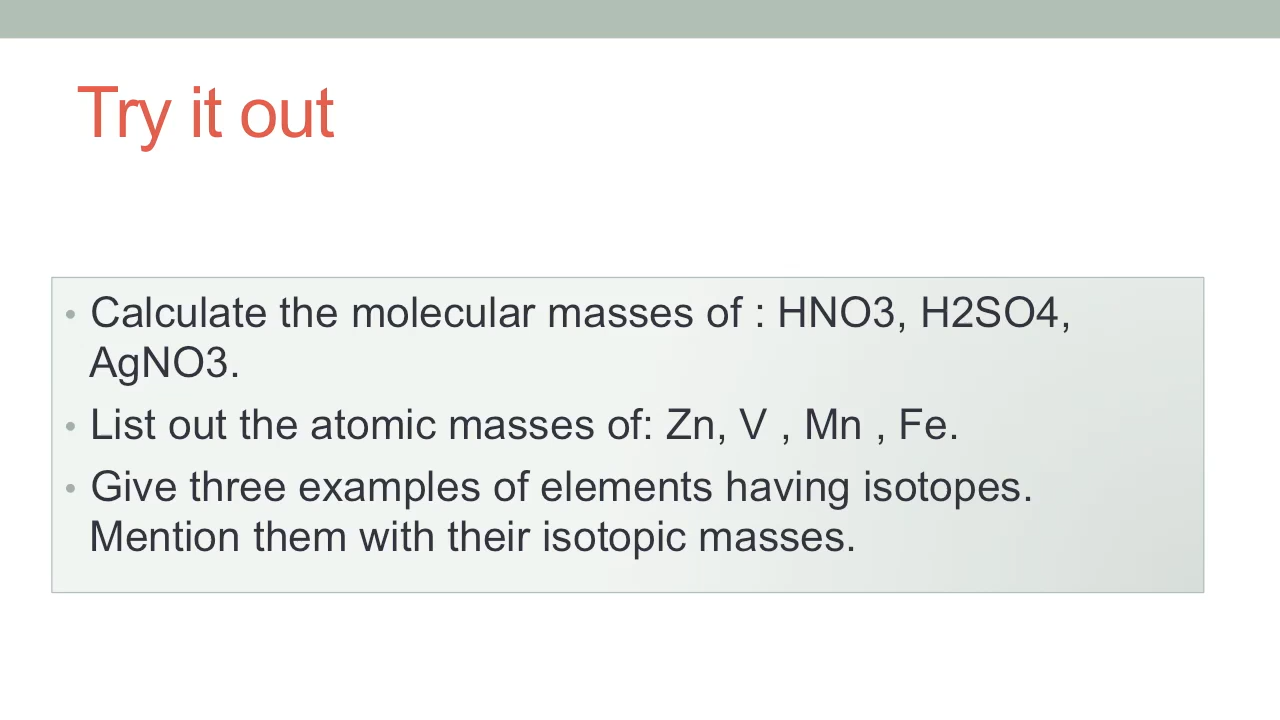 Try it out
• Calculate the molecular masses of : HNO3, H2SO4,
AgNO3.
• List out the atomic masses of: Zn, V , Mn , Fe.
• Give three examples of elements having isotopes.
Mention them with their isotopic masses.